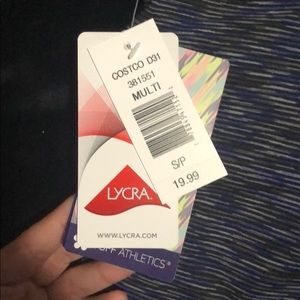 COSTCO D31
381551
MULTI
S/P
19.99
LYCRA
WWW.LYCRA.COM
ATHLETICS®